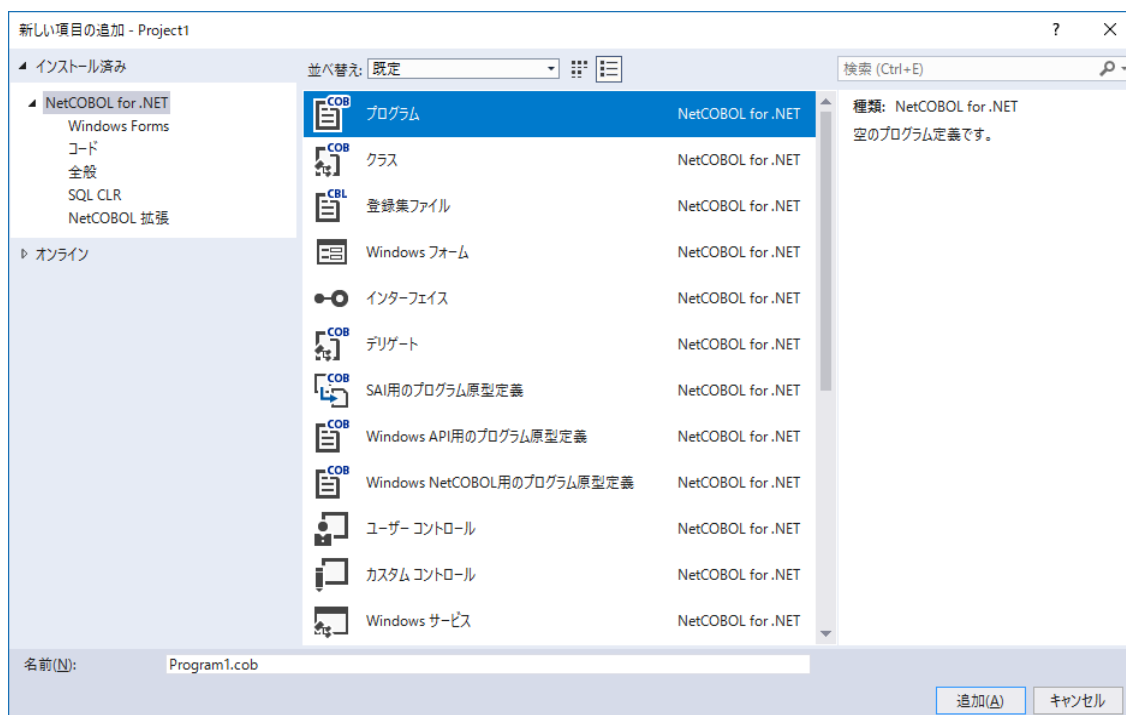 新しい項目の追加 - Project1
? ×
インストール済み
並べ替え: 既定
検索 (Ctrl+E)
NetCOBOL for .NET
Windows Forms
コード
全般
SQL CLR
NetCOBOL 拡張
オンライン
COB プログラム NetCOBOL for .NET
COB クラス NetCOBOL for .NET
CBL 登録集ファイル NetCOBOL for .NET
Windows フォーム NetCOBOL for .NET
インターフェイス NetCOBOL for .NET
COB デリゲート NetCOBOL for .NET
COB SAI用のプログラム原型定義 NetCOBOL for .NET
COB Windows API用のプログラム原型定義 NetCOBOL for .NET
COB Windows NetCOBOL用のプログラム原型定義 NetCOBOL for .NET
ユーザー コントロール NetCOBOL for .NET
カスタム コントロール NetCOBOL for .NET
Windows サービス NetCOBOL for .NET
種類: NetCOBOL for .NET
空のプログラム定義です。
名前(N): Program1.cob
追加(A) キャンセル